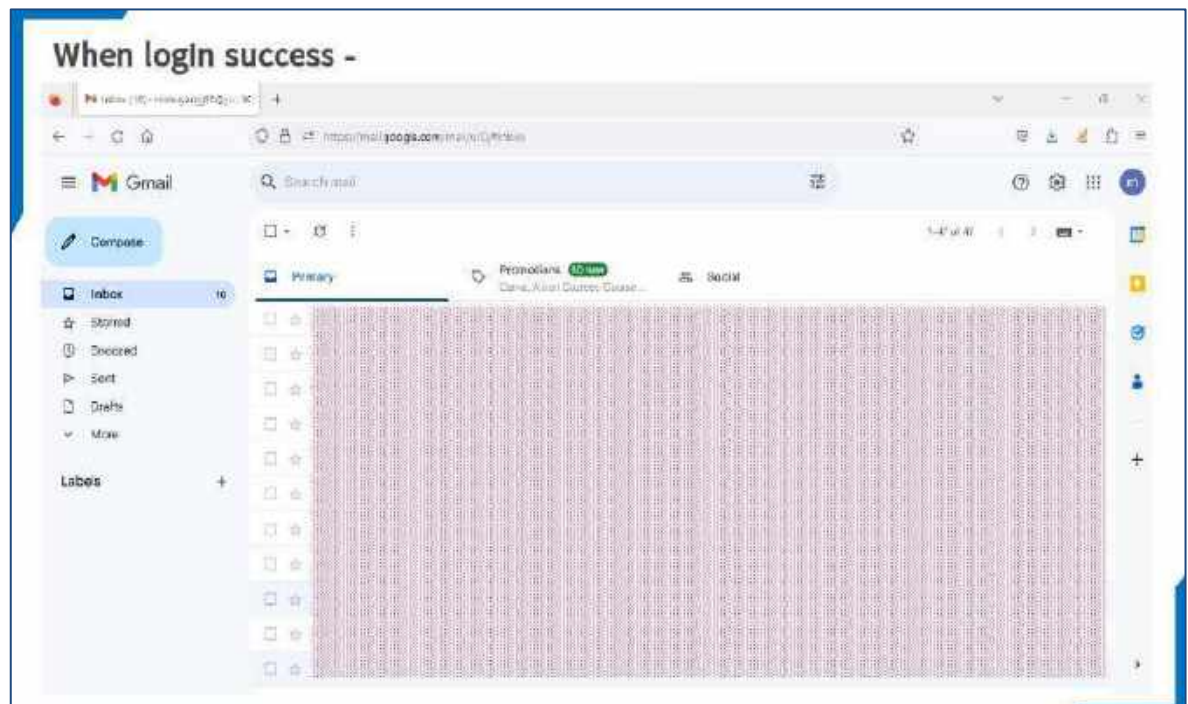 When login success -
Gmail
Search mail
Compose
Primary
Promotions
Social
Inbox
Starred
Snoozed
Sent
Drafts
More
Labels +